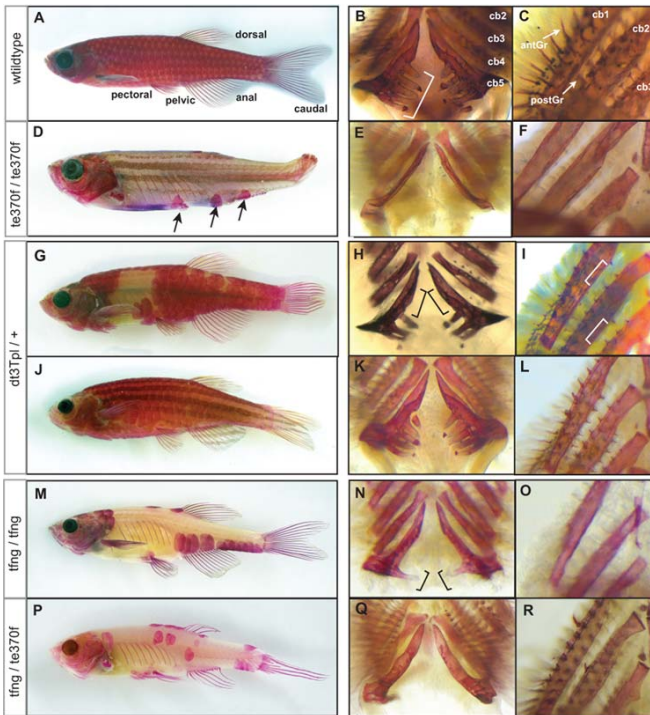 wtildtype
A
dorsal
pectoral
pelvic
anal
caudal
B
cb2
cb3
cb4
cb5
C
cb1
cb2
antGr
postGr
cb3
te370f / te370f
D
E
F
dt3Tpl / +
G
H
I
J
K
L
tfng / tfng
M
N
O
tfng / te370f
P
Q
R